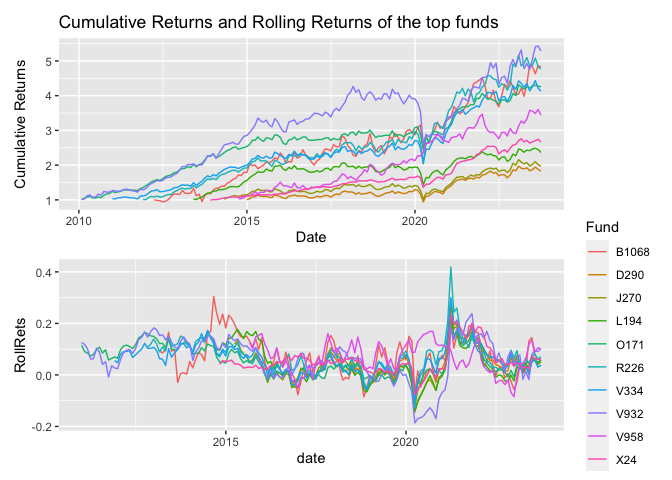 Cumulative Returns and Rolling Returns of the top funds
Cumulative Returns
5
4
3
2
1
2010
2015
2020
Date
RollRets
0.4
0.2
0.0
-0.2
2015
2020
date
Fund
B1068
D290
J270
L194
O171
R226
V334
V932
V958
X24